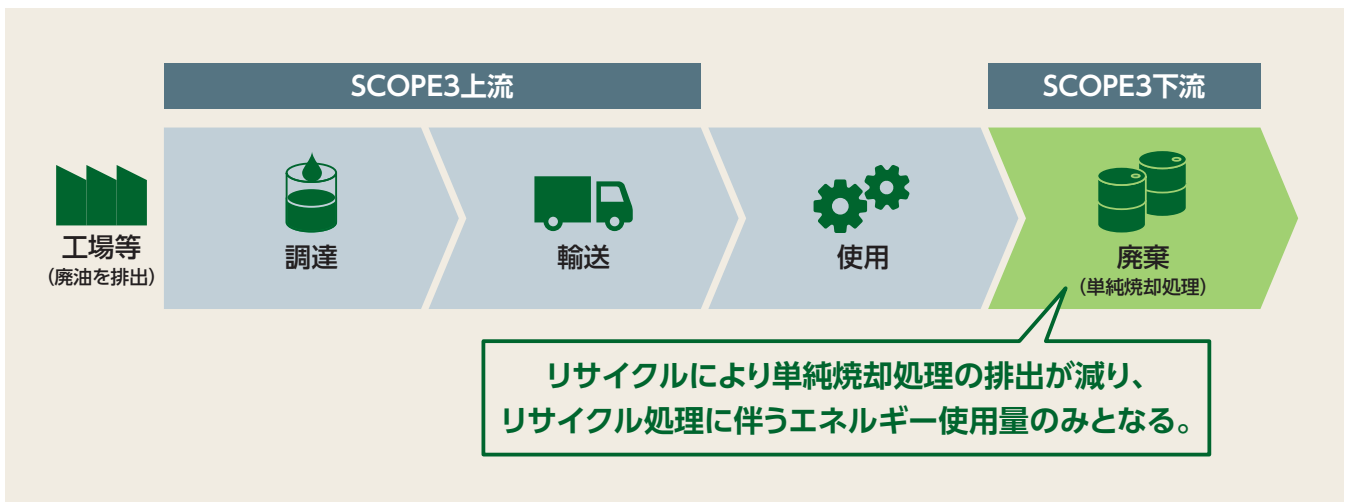 SCOPE3上流
SCOPE3下流
工場等
(廃油を排出)
調達
輸送
使用
廃棄
(単純焼却処理)
リサイクルにより単純焼却処理の排出が減り、
リサイクル処理に伴うエネルギー使用量のみとなる。